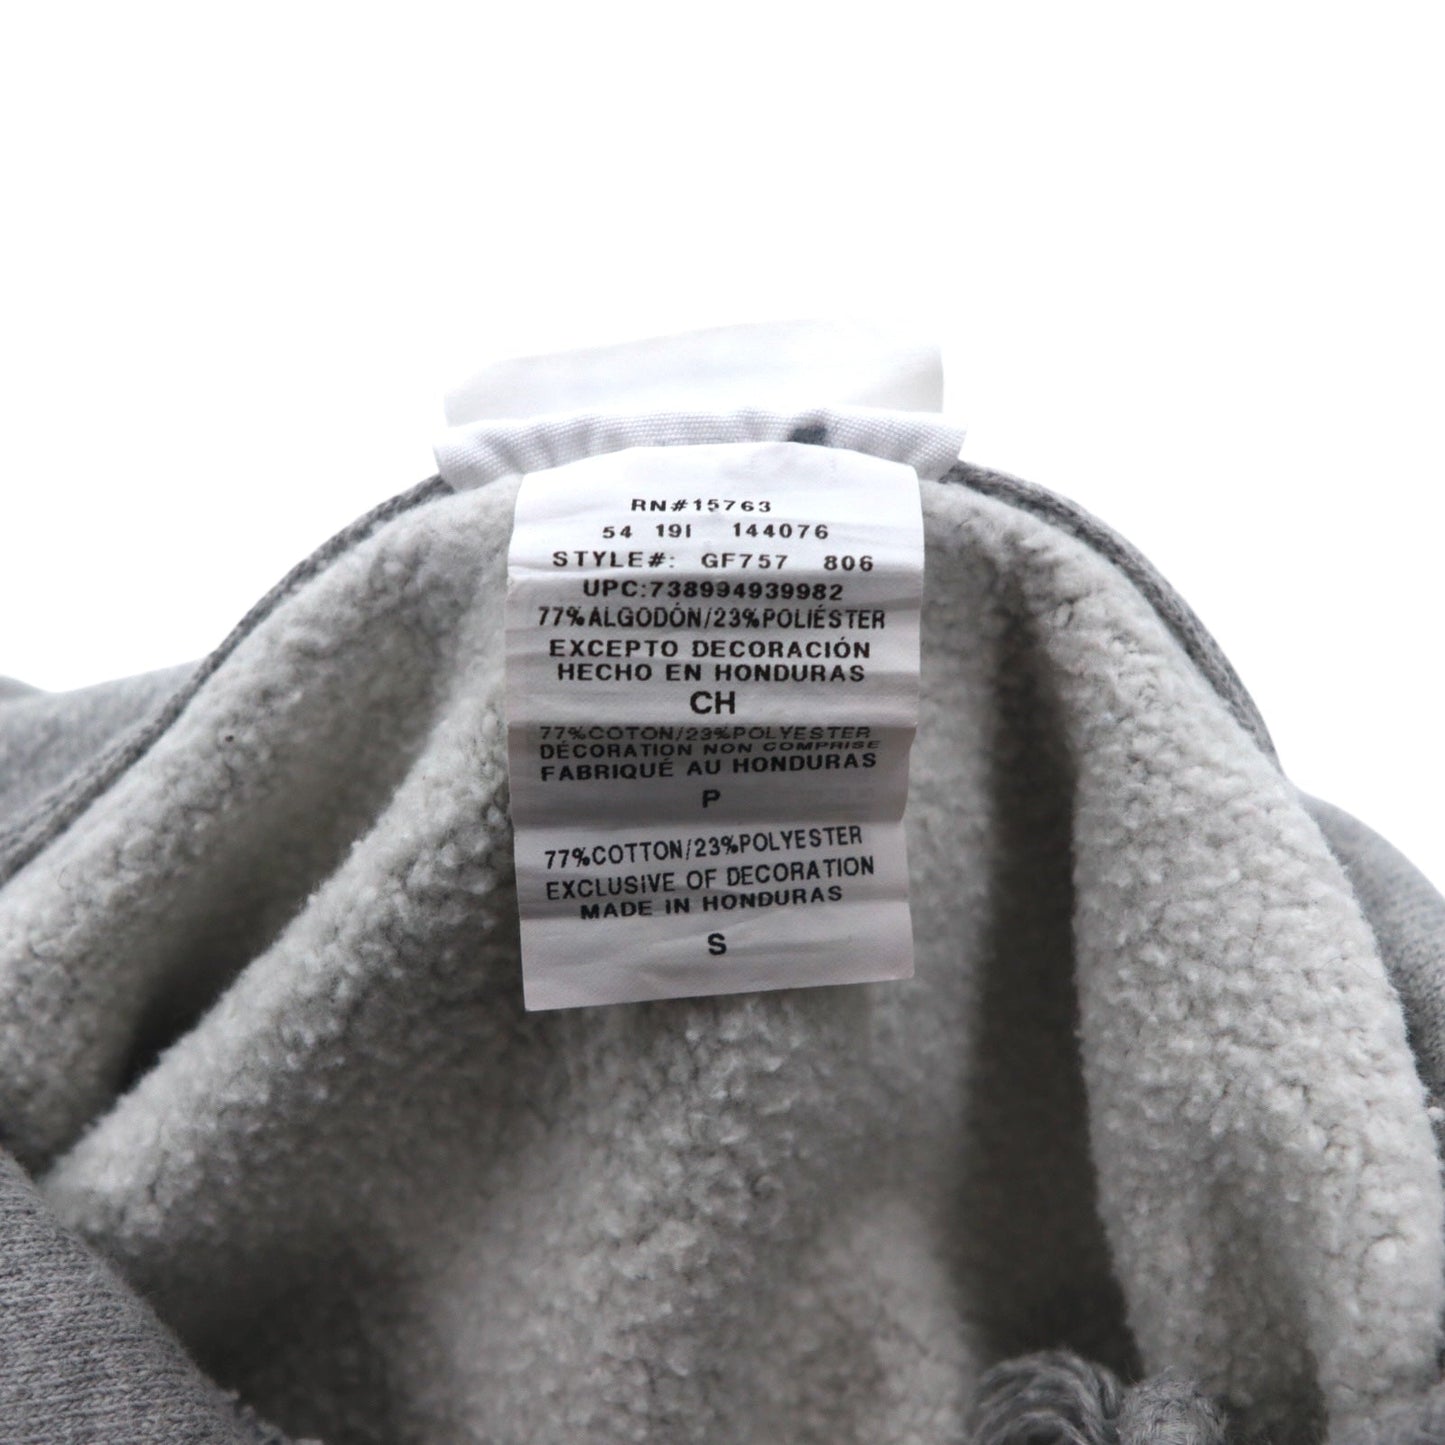 RN#15763
54 19I 144076
STYLE#: GF757 806
UPC:738994939982
77%ALGODÓN/23%POLIÉSTER
EXCEPTO DECORACIÓN
HECHO EN HONDURAS
CH
77%COTON/23%POLYESTER
DÉCORATION NON COMPRISE
FABRIQUÉ AU HONDURAS
P
77%COTTON/23%POLYESTER
EXCLUSIVE OF DECORATION
MADE IN HONDURAS
S